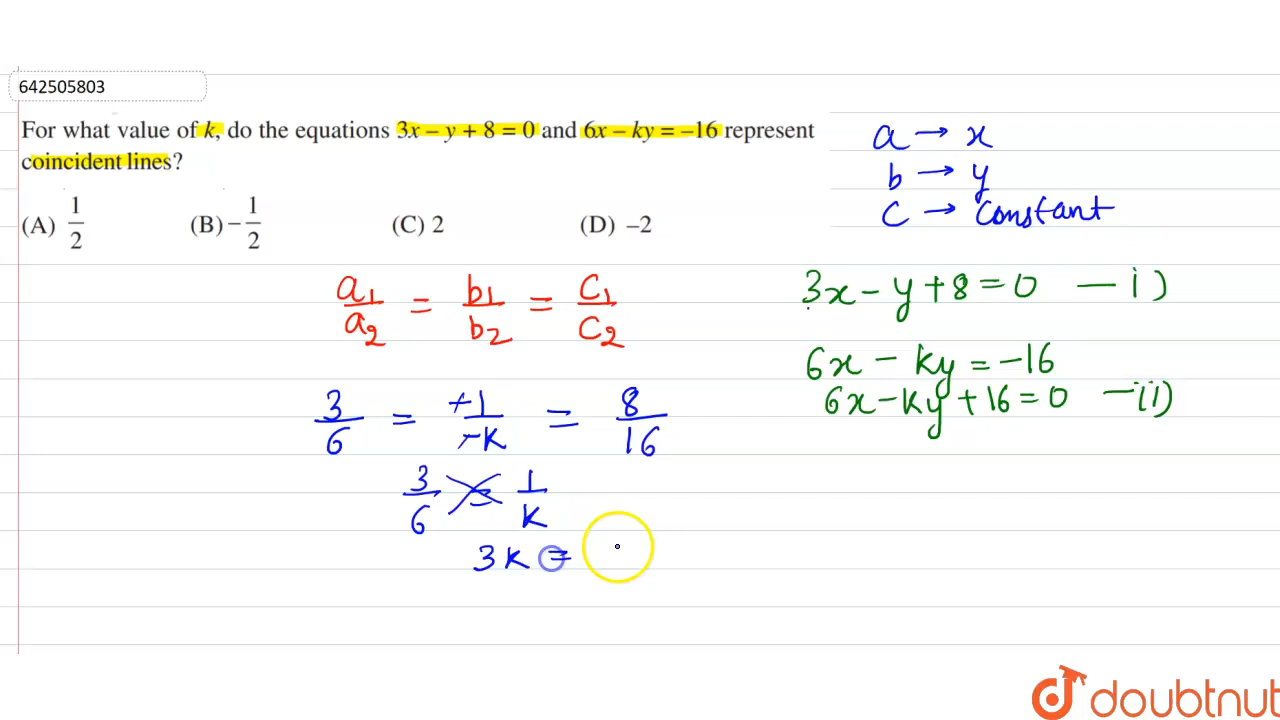 642505803
For what value of k, do the equations 3x – y + 8 = 0 and 6x – ky = –16 represent
coincident lines?
(A) 1/2 (B) – 1/2 (C) 2 (D) –2
a → x
b → y
c → constant
a1/a2 = b1/b2 = c1/c2
3x - y + 8 = 0 — i)
6x - ky = -16
6x - ky + 16 = 0 — ii)
3/6 = -1/-k = 8/16
3/6 = 1/k
3k =
doubtnut